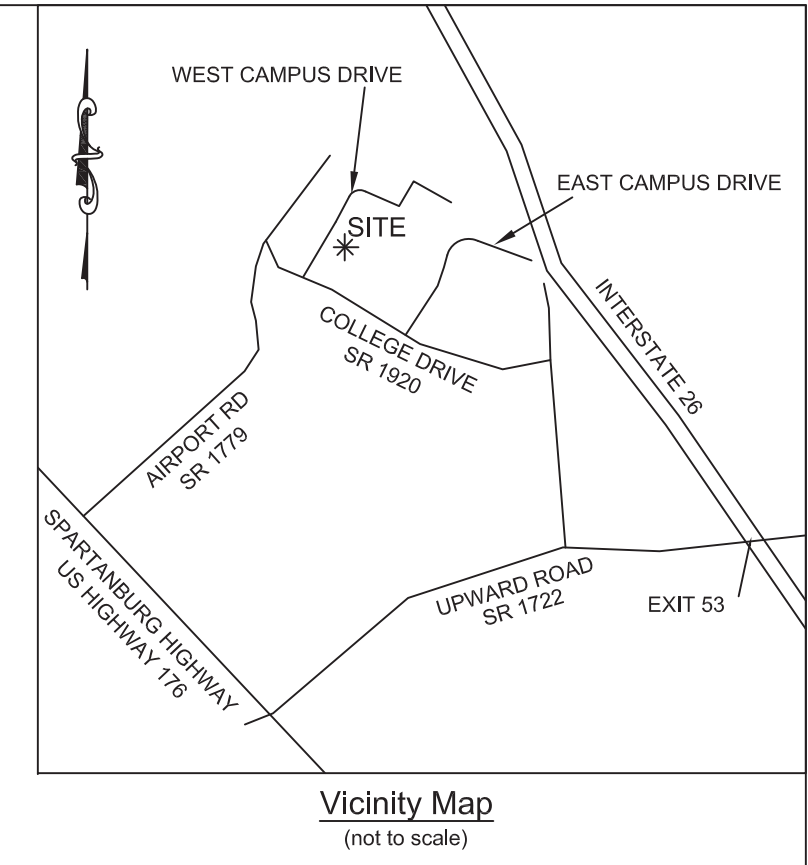 WEST CAMPUS DRIVE
EAST CAMPUS DRIVE
SITE
INTERSTATE 26
COLLEGE DRIVE
SR 1920
AIRPORT RD
SR 1779
SPARTANBURG HIGHWAY
US HIGHWAY 176
UPWARD ROAD
SR 1722
EXIT 53
Vicinity Map
(not to scale)